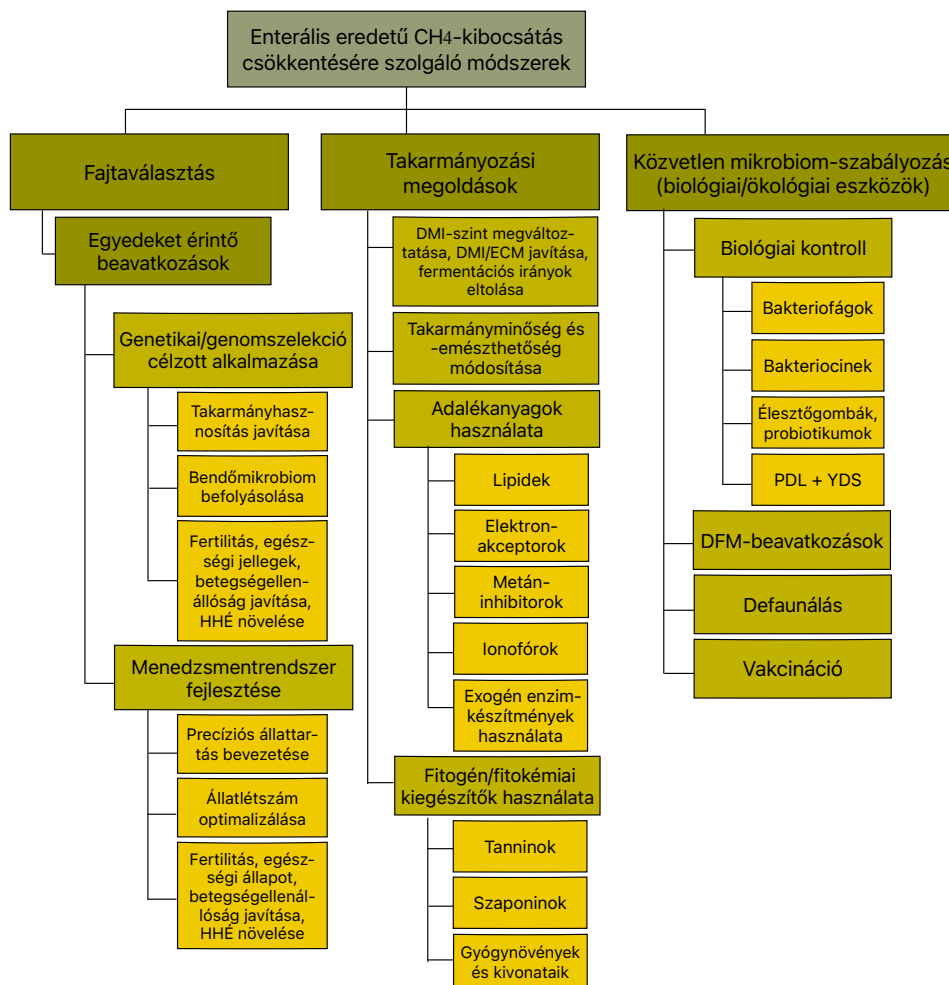 Enterális eredetű CH4-kibocsátás
csökkentésére szolgáló módszerek
Fajtaválasztás
Egyedeket érintő
beavatkozások
Genetikai/genomszelekció
célzott alkalmazása
Takarmányhasz-
nosítás javítása
Bendőmikrobiom
befolyásolása
Fertilitás, egész-
ségi jellegek,
betegségellen-
állóság javítása,
HHÉ növelése
Menedzsmentrendszer
fejlesztése
Precíziós állattar-
tás bevezetése
Állatlétszám
optimalizálása
Fertilitás, egész-
ségi állapot,
betegségellenál-
lóság javítása,
HHÉ növelése
Takarmányozási
megoldások
DMI-szint megváltoz-
tatása, DMI/ECM javítása,
fermentációs irányok
eltolása
Takarmányminőség és
-emészthetőség
módosítása
Adalékanyagok
használata
Lipidek
Elektron-
akceptorok
Metán-
inhibitorok
Ionofórok
Exogén enzim-
készítmények
használata
Fitogén/fitokémiai
kiegészítők használata
Tanninok
Szaponinok
Gyógynövények
és kivonataik
Közvetlen mikrobiom-szabályozás
(biológiai/ökológiai eszközök)
Biológiai kontroll
Bakteriofágok
Bakteriocinek
Élesztőgombák,
probiotikumok
PDL + YDS
DFM-beavatkozások
Defaunálás
Vakcináció